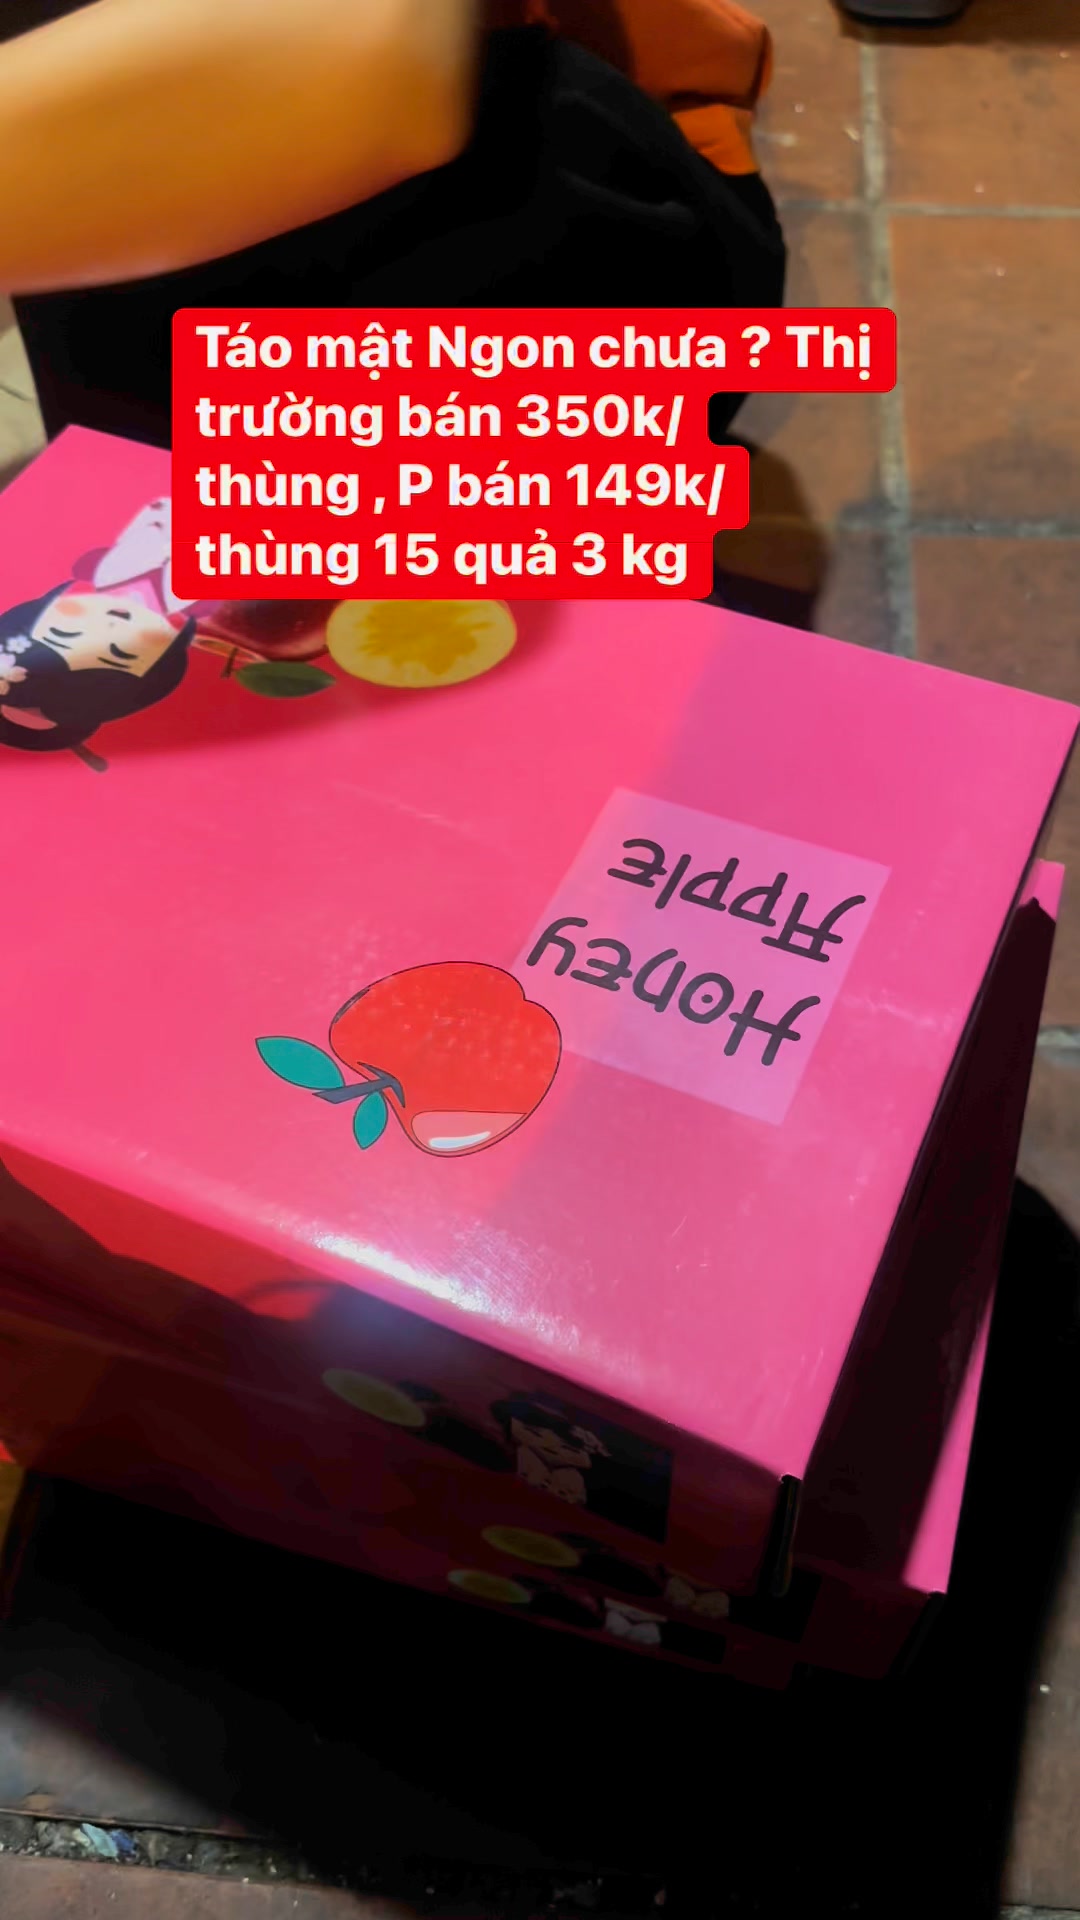 Táo mật Ngon chưa ? Thị
trường bán 350k/
thùng , P bán 149k/
thùng 15 quả 3 kg
Honey
Apple